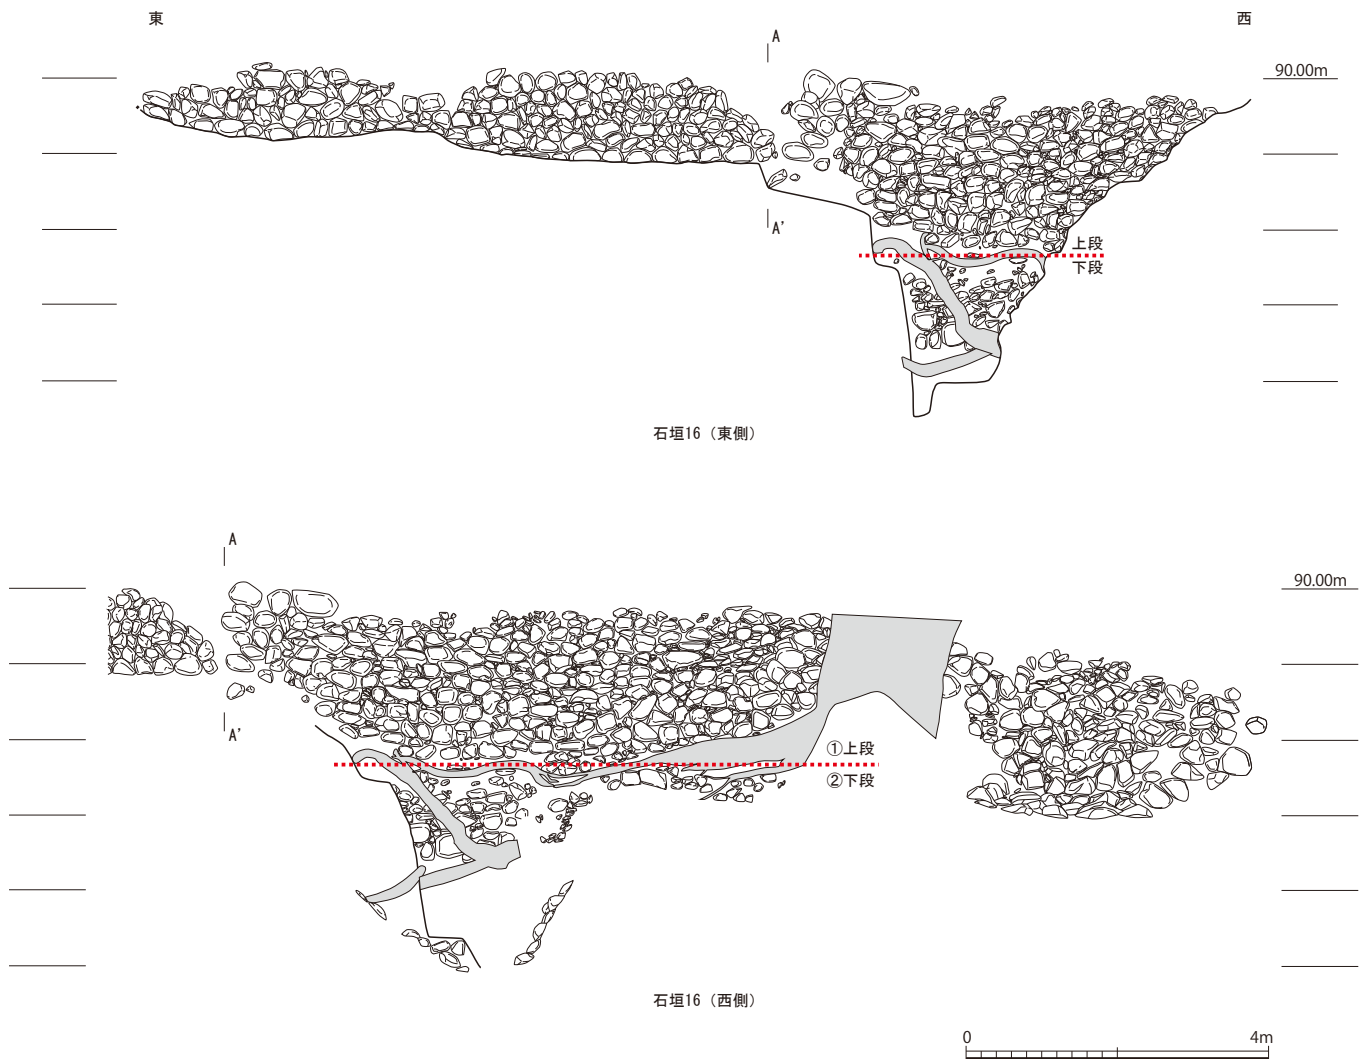 東
西
A
90.00m
A'
上段
下段
石垣16（東側）
A
90.00m
A'
①上段
②下段
石垣16（西側）
0
4m